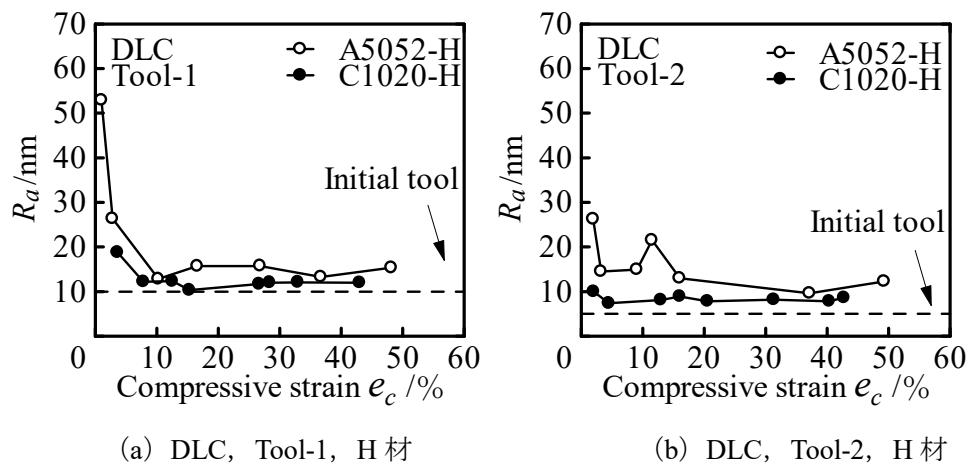 70
60
50
40
30
20
10
0
10
20
30
40
50
60
Ra/nm
DLC
Tool-1
A5052-H
C1020-H
Initial tool
Compressive strain ec /%
(a) DLC, Tool-1, H 材
70
60
50
40
30
20
10
0
10
20
30
40
50
60
Ra/nm
DLC
Tool-2
A5052-H
C1020-H
Initial tool
Compressive strain ec /%
(b) DLC, Tool-2, H 材